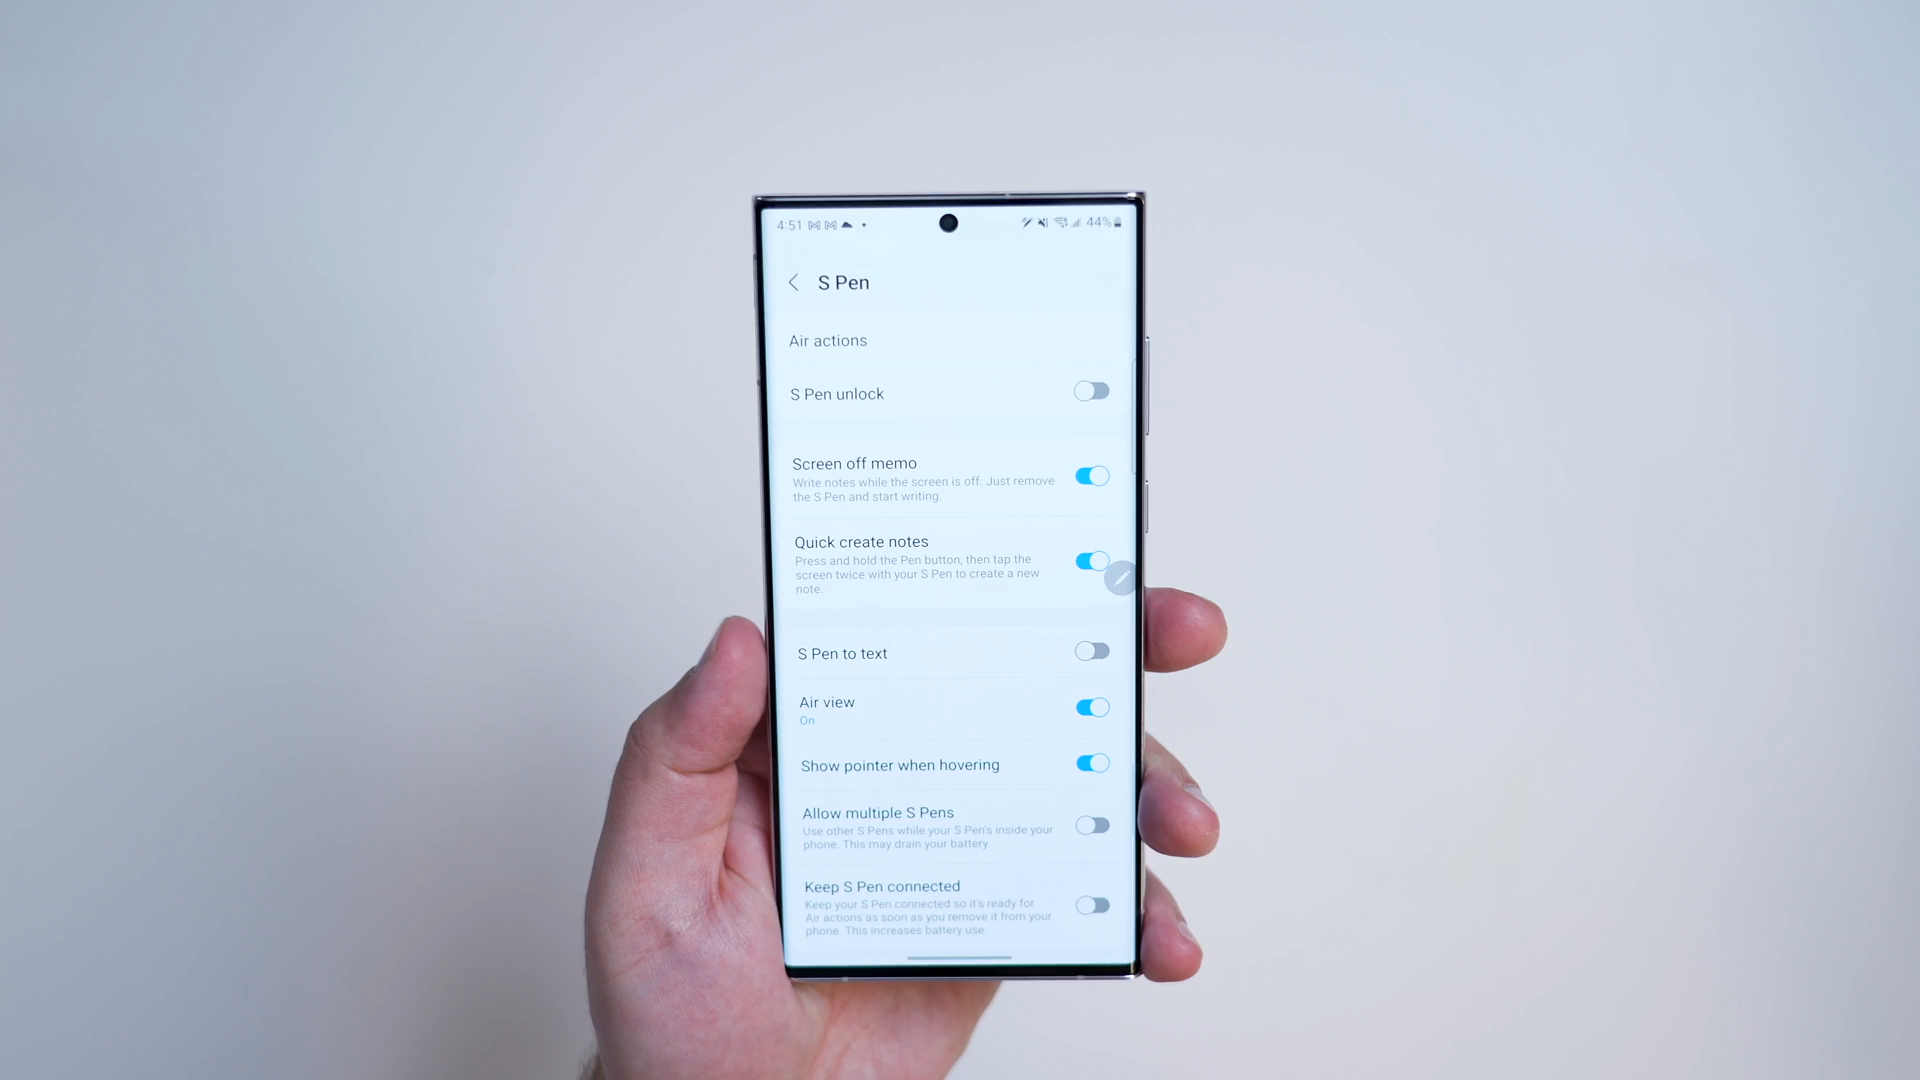 4:51 44%
S Pen
Air actions
S Pen unlock
Screen off memo
Write notes while the screen is off. Just remove
the S Pen and start writing.
Quick create notes
Press and hold the Pen button, then tap the
screen twice with your S Pen to create a new
note.
S Pen to text
Air view
On
Show pointer when hovering
Allow multiple S Pens
Use other S Pens while your S Pen's inside your
phone. This may drain your battery.
Keep S Pen connected
Keep your S Pen connected so it's ready for
Air actions as soon as you remove it from your
phone. This increases battery use.